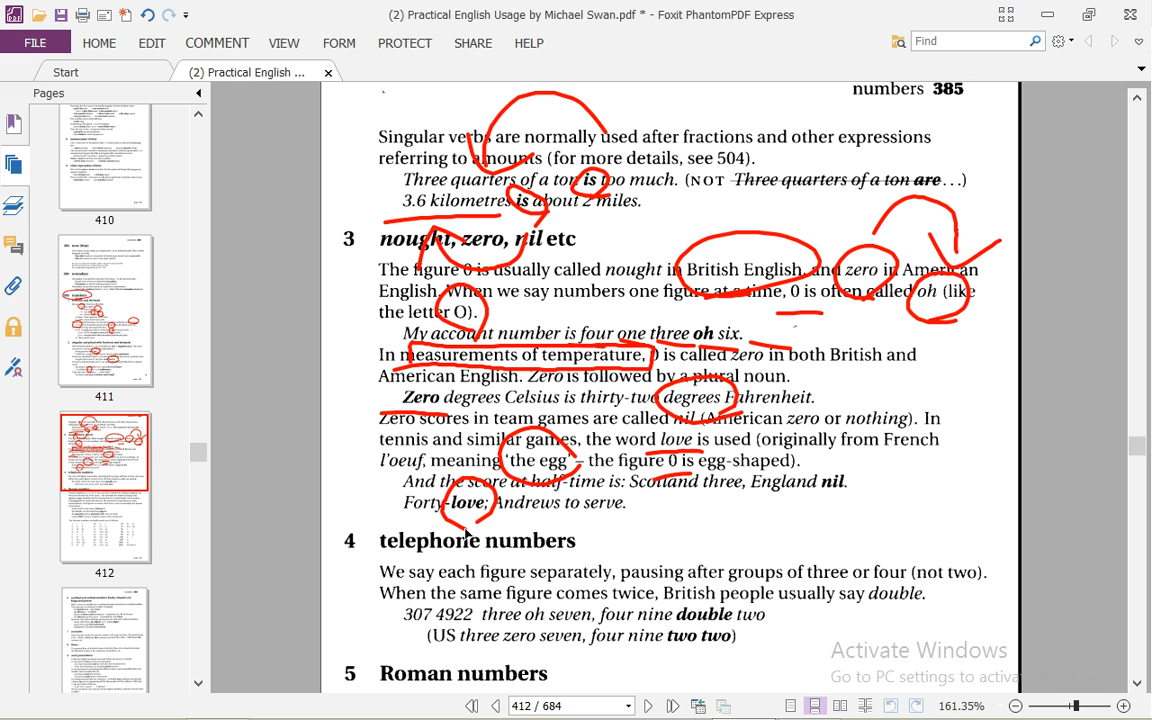 (2) Practical English Usage by Michael Swan.pdf * - Foxit PhantomPDF Express
FILE HOME EDIT COMMENT VIEW FORM PROTECT SHARE HELP Find
Start (2) Practical English ...
Pages
410
411
412
numbers 385
Singular verbs are normally used after fractions and other expressions
referring to amounts (for more details, see 504).
Three quarters of a ton is too much. (NOT Three quarters of a ton are . . .)
3.6 kilometres is about 2 miles.
3 nought, zero, nil etc
The figure 0 is usually called nought in British English, and zero in American
English. When we say numbers one figure at a time, 0 is often called oh (like
the letter O).
My account number is four one three oh six.
In measurements of temperature, 0 is called zero in both British and
American English. Zero is followed by a plural noun.
Zero degrees Celsius is thirty-two degrees Fahrenheit.
Zero scores in team games are called nil (American zero or nothing). In
tennis and similar games, the word love is used (originally from French
l'oeuf, meaning 'the egg' – the figure 0 is egg-shaped).
And the score at half-time is: Scotland three, England nil.
Forty-love; Andrews to serve.
4 telephone numbers
We say each figure separately, pausing after groups of three or four (not two).
When the same figure comes twice, British people usually say double.
307 4922 three oh seven, four nine double two
(US three zero seven, four nine two two)
5 Roman numbers
Activate Windows
Go to PC settings to activa
412 / 684 161.35%